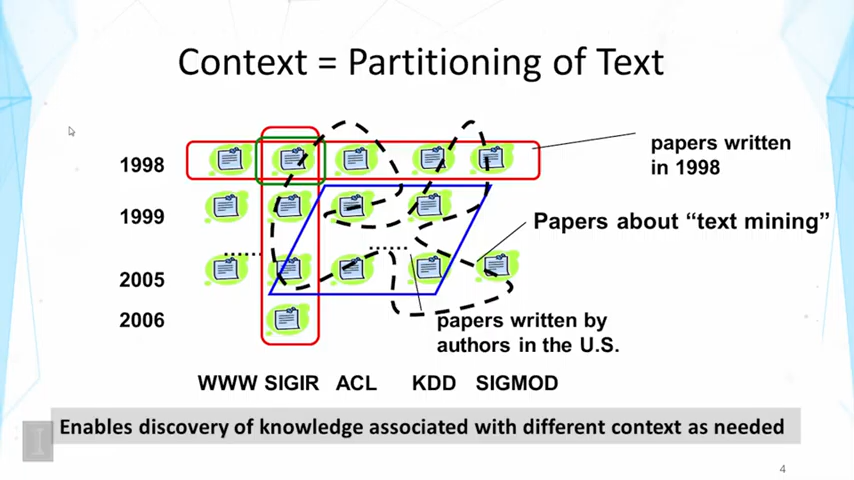 Context = Partitioning of Text
1998
papers written
in 1998
1999
Papers about “text mining”
2005
2006
papers written by
authors in the U.S.
WWW SIGIR ACL KDD SIGMOD
Enables discovery of knowledge associated with different context as needed
I
4